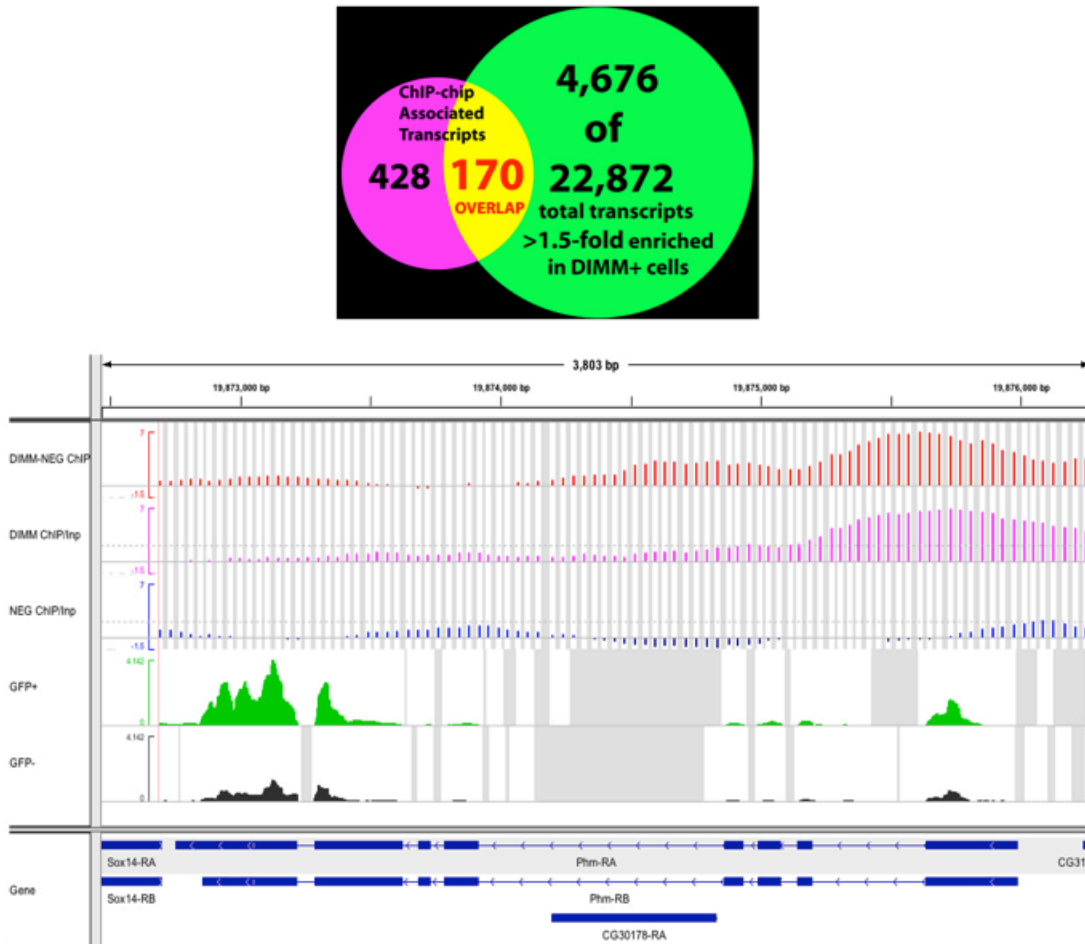 ChIP-chip
Associated
Transcripts
428
170
OVERLAP
4,676
of
22,872
total transcripts
>1.5-fold enriched
in DIMM+ cells
3,803 bp
19,873,000 bp 19,874,000 bp 19,875,000 bp 19,876,000 bp
7
DIMM-NEG ChIP
-1.5
7
DIMM ChIP/Inp
-1.5
7
NEG ChIP/Inp
-1.5
4.142
GFP+
0
4.142
GFP-
0
Sox14-RA Phm-RA CG31
Gene
Sox14-RB Phm-RB
CG30178-RA